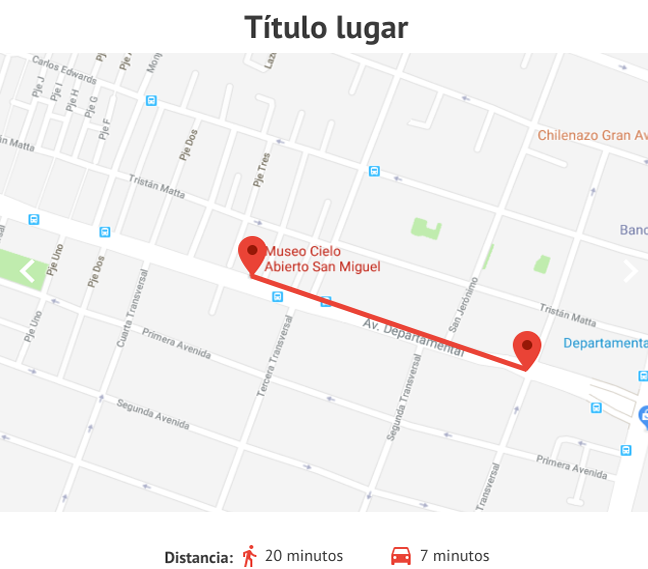 Título lugar
Carlos Edwards
Pje J
Pje I
Pje H
Pje G
Pje F
Pje Dos
Pje Tres
Tristán Matta
Chilenazo Gran Av
Banc
Museo Cielo
Abierto San Miguel
Pje Uno
Pje Dos
Pje Uno
Cuarta Transversal
San Jerónimo
Tristán Matta
Av. Departamental
Departamenta
Primera Avenida
Tercera Transversal
Segunda Transversal
Segunda Avenida
Primera Avenida
Transversal
Distancia: 20 minutos 7 minutos